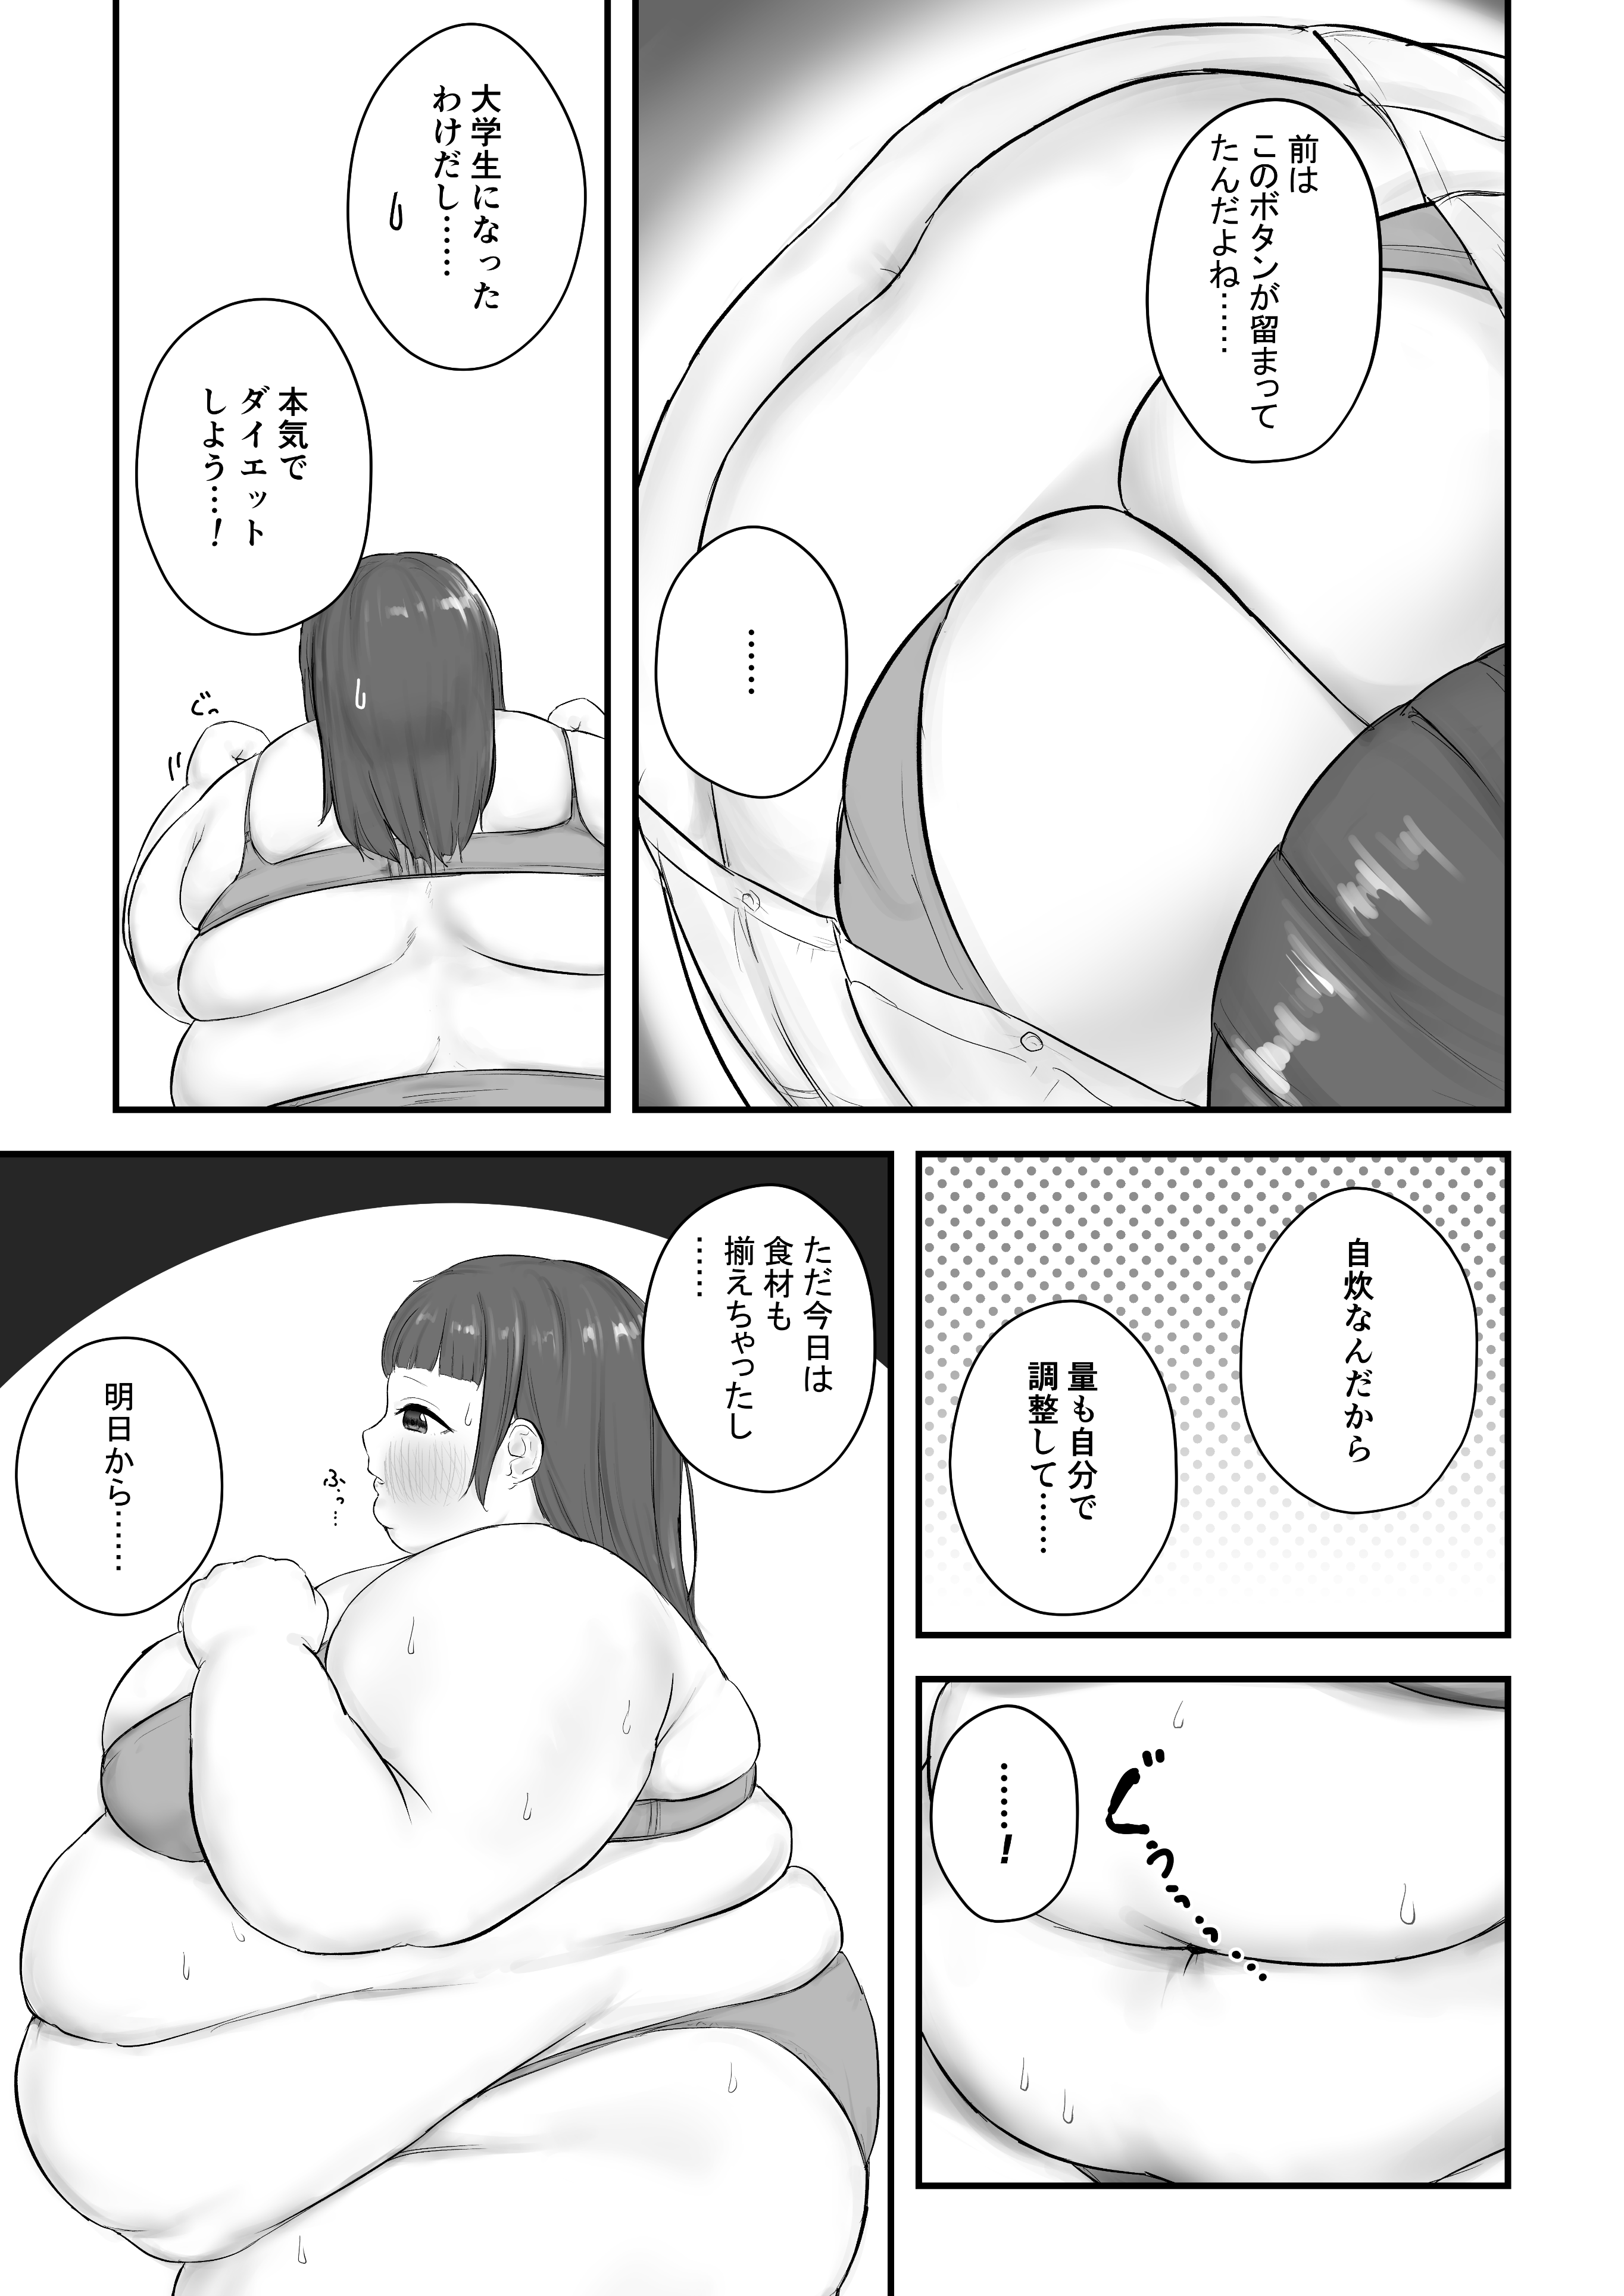 前は
このボタンが留まって
たんだよね……
……
大学生になった
わけだし……
本気で
ダイエット
しよう…！
ぐっ
自炊なんだから
量も自分で
調整して……
ぐぅぅっ…
……！
ただ今日は
食材も
揃えちゃったし
……
ふぅ…
明日から……